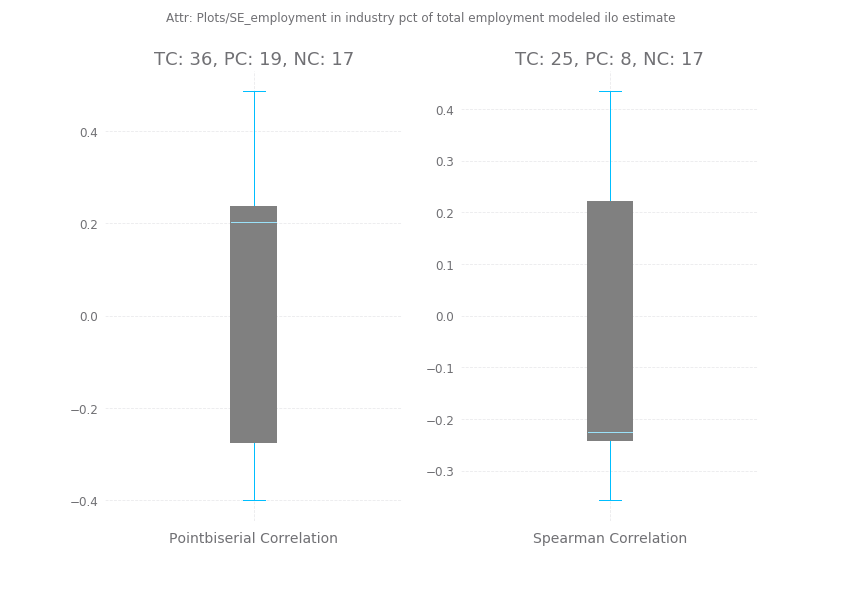 Attr: Plots/SE_employment in industry pct of total employment modeled ilo estimate
TC: 36, PC: 19, NC: 17
0.4
0.2
0.0
−0.2
−0.4
Pointbiserial Correlation
TC: 25, PC: 8, NC: 17
0.4
0.3
0.2
0.1
0.0
−0.1
−0.2
−0.3
Spearman Correlation